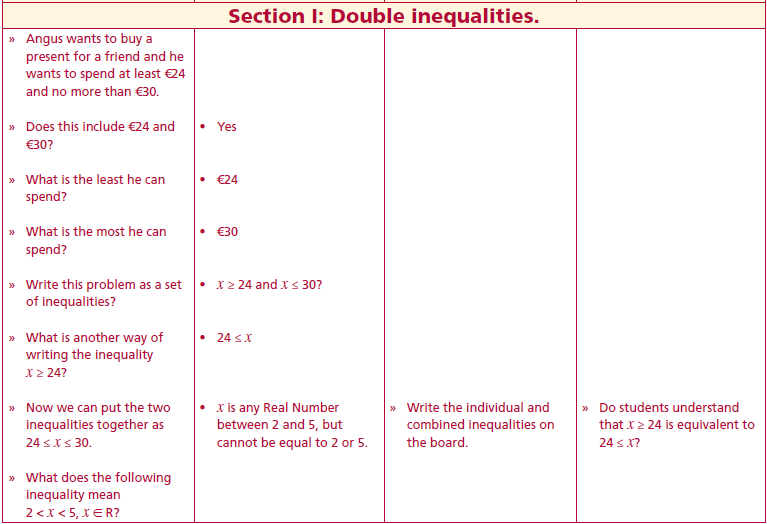 Section I: Double inequalities.
» Angus wants to buy a
present for a friend and he
wants to spend at least €24
and no more than €30.
» Does this include €24 and
€30?
• Yes
» What is the least he can
spend?
• €24
» What is the most he can
spend?
• €30
» Write this problem as a set
of inequalities?
• x ≥ 24 and x ≤ 30?
» What is another way of
writing the inequality
x ≥ 24?
• 24 ≤ x
» Now we can put the two
inequalities together as
24 ≤ x ≤ 30.
• x is any Real Number
between 2 and 5, but
cannot be equal to 2 or 5.
» Write the individual and
combined inequalities on
the board.
» Do students understand
that x ≥ 24 is equivalent to
24 ≤ x?
» What does the following
inequality mean
2 < x < 5, x ∈ R?